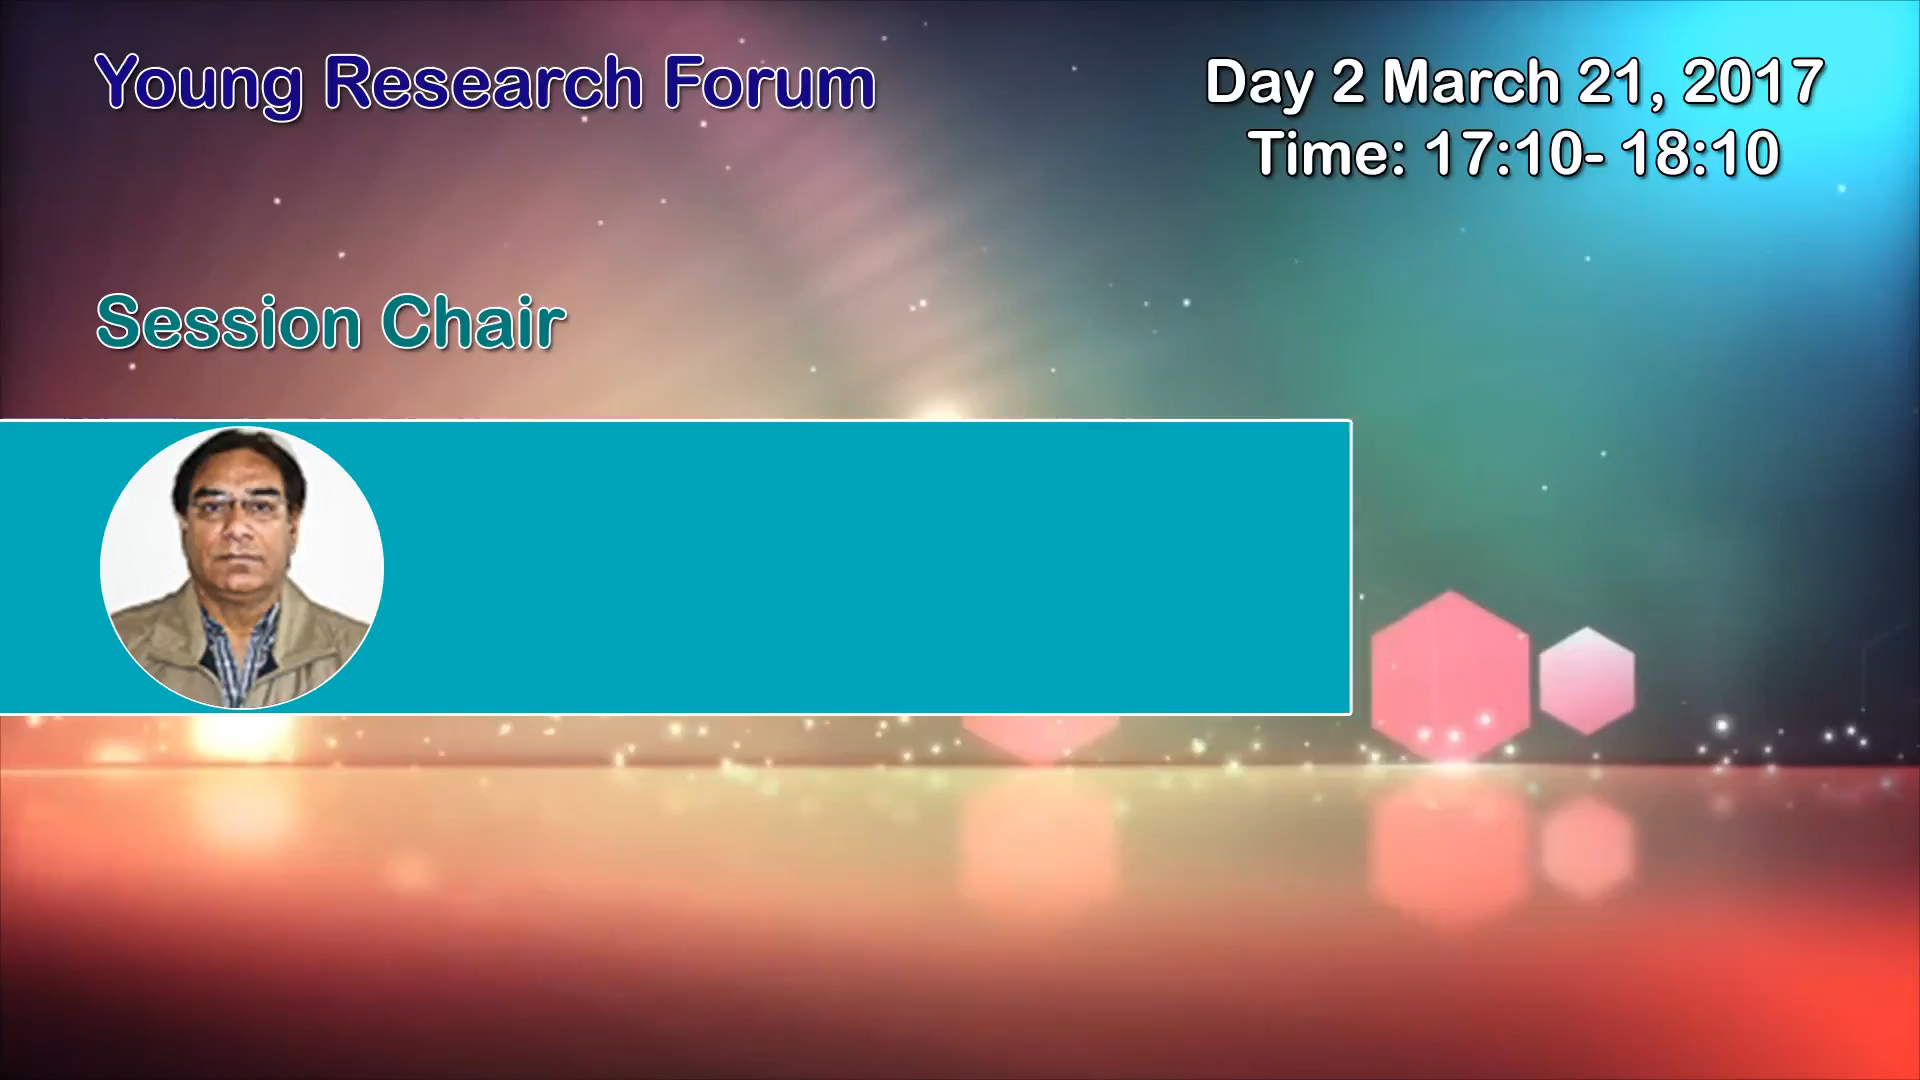 Young Research Forum
Day 2 March 21, 2017
Time: 17:10- 18:10
Session Chair